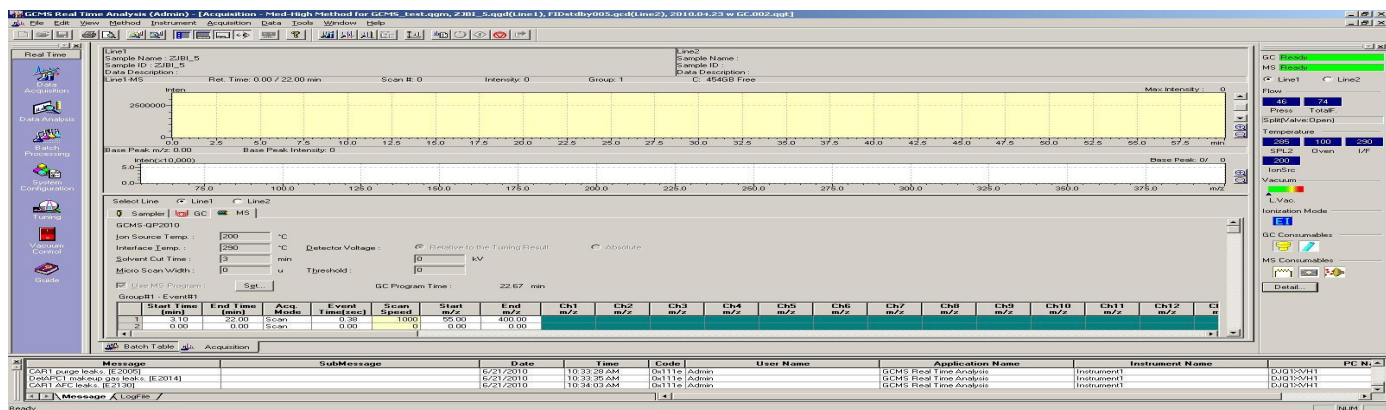 GCMS Real Time Analysis (Admin) - [Acquisition - Med-High Method for GCMS_test.qgm, ZJBI_5.qgd(Line1), FIDstdby005.gcd(Line2), 2010.04.23 w GC.002.qgt]
File Edit View Method Instrument Acquisition Data Tools Window Help
Real Time
Data Acquisition
Data Analysis
Batch Processing
System Configuration
Tuning
Vacuum Control
Guide
Line1
Sample Name : ZJBI_5
Sample ID : ZJBI_5
Data Description :
Line2
Sample Name :
Sample ID :
Data Description :
Line1-MS Ret. Time: 0.00 / 22.00 min Scan #: 0 Intensity: 0 Group: 1 C: 454GB Free
Inten Max Intensity : 0
2500000
0
0.0 2.5 5.0 7.5 10.0 12.5 15.0 17.5 20.0 22.5 25.0 27.5 30.0 32.5 35.0 37.5 40.0 42.5 45.0 47.5 50.0 52.5 55.0 57.5 min
Base Peak m/z: 0.00 Base Peak Intensity: 0
Inten(x10,000) Base Peak: 0/ 0
5.0
0.0
75.0 100.0 125.0 150.0 175.0 200.0 225.0 250.0 275.0 300.0 325.0 350.0 375.0 m/z
Select Line Line1 Line2
Sampler GC MS
GCMS-QP2010
Ion Source Temp. : 200 °C
Interface Temp. : 290 °C Detector Voltage : Relative to the Tuning Result Absolute
Solvent Cut Time : 3 min 0 kV
Micro Scan Width : 0 u Threshold : 0
Use MS Program : Set... GC Program Time : 22.67 min
Group#1 - Event#1
Start Time (min) End Time (min) Acq. Mode Event Time(sec) Scan Speed Start m/z End m/z Ch1 m/z Ch2 m/z Ch3 m/z Ch4 m/z Ch5 m/z Ch6 m/z Ch7 m/z Ch8 m/z Ch9 m/z Ch10 m/z Ch11 m/z Ch12 m/z
1 3.10 22.00 Scan 0.38 1000 55.00 400.00
2 0.00 0.00 Scan 0.00 0 0.00 0.00
Batch Table Acquisition
GC Ready
MS Ready
Line1 Line2
Flow
46 74
Press TotalF.
Split(Valve:Open)
Temperature
285 100 290
SPL2 Oven I/F
200
IonSrc
Vacuum
L.Vac.
Ionization Mode
EI
GC Consumables
MS Consumables
Detail...
Message SubMessage Date Time Code User Name Application Name Instrument Name PC N
CAR1 purge leaks. [E2005] 6/21/2010 10:33:28 AM 0x111e Admin GCMS Real Time Analysis Instrument1 DJQ1XVH1
DetAPC1 makeup gas leaks. [E2014] 6/21/2010 10:33:35 AM 0x111e Admin GCMS Real Time Analysis Instrument1 DJQ1XVH1
CAR1 AFC leaks. [E2130] 6/21/2010 10:34:03 AM 0x111e Admin GCMS Real Time Analysis Instrument1 DJQ1XVH1
Message LogFile
Ready NUM